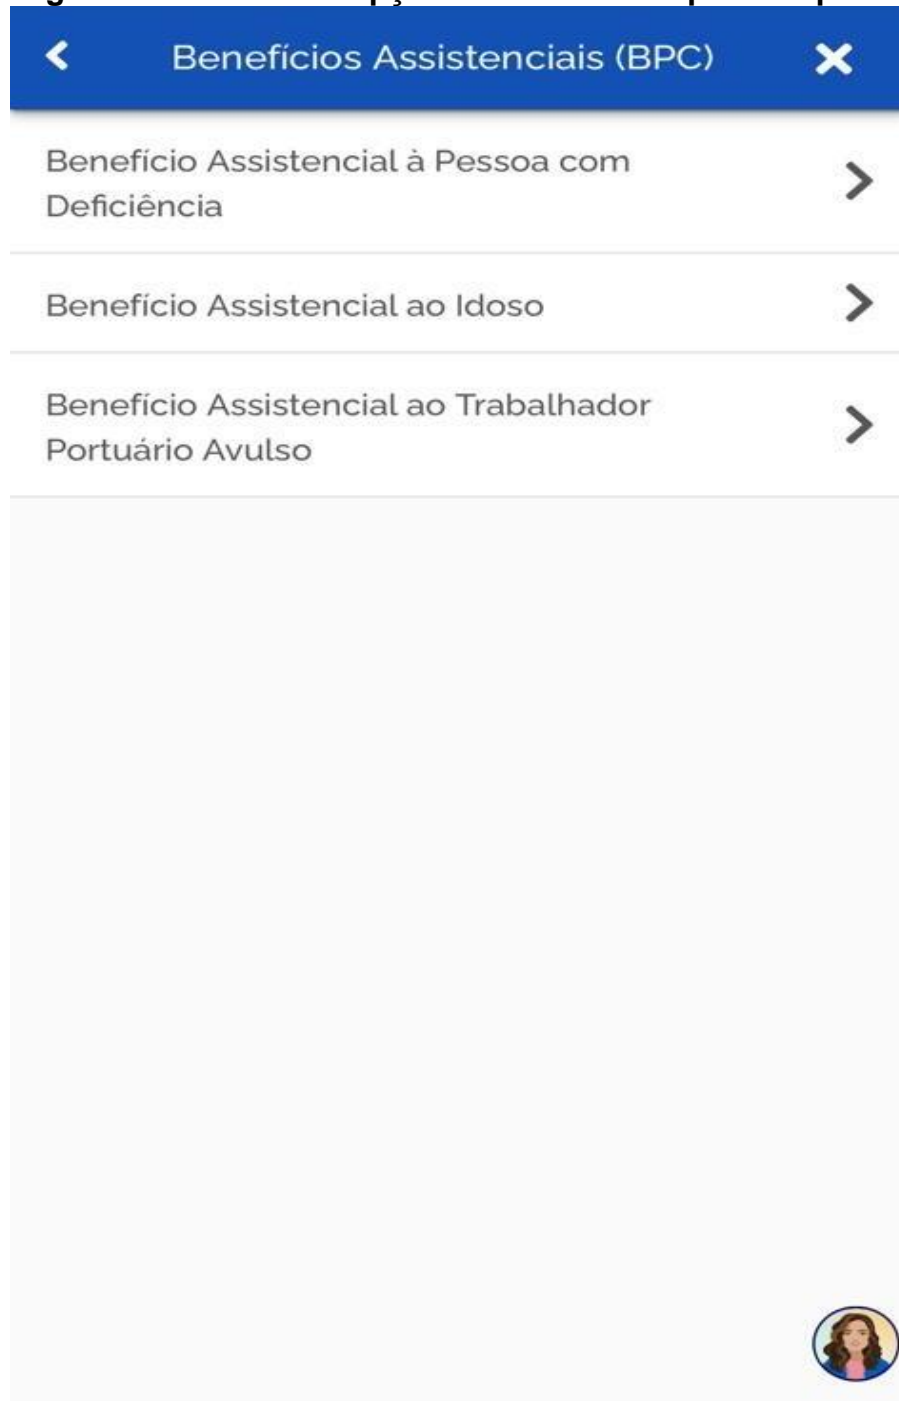 Benefícios Assistenciais (BPC)
Benefício Assistencial à Pessoa com
Deficiência
Benefício Assistencial ao Idoso
Benefício Assistencial ao Trabalhador
Portuário Avulso